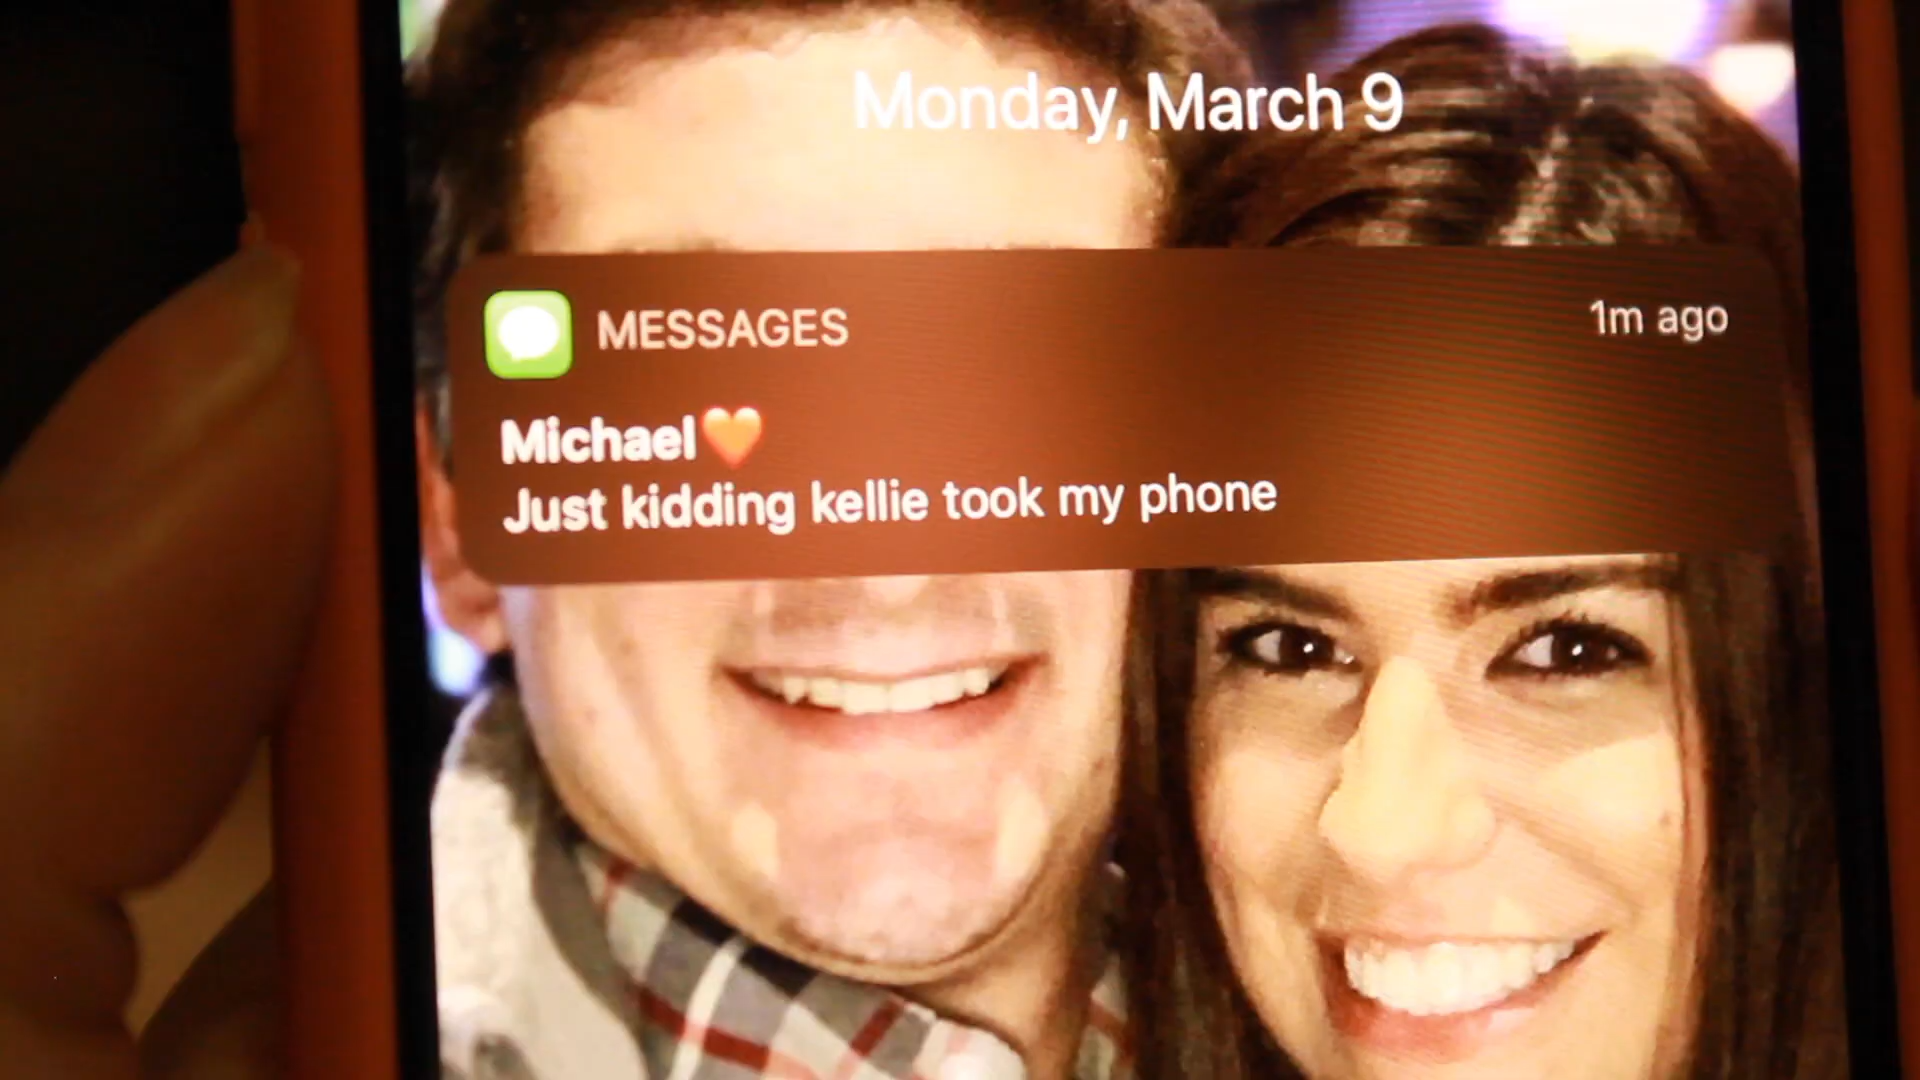 Monday, March 9
MESSAGES
1m ago
Michael🧡
Just kidding kellie took my phone